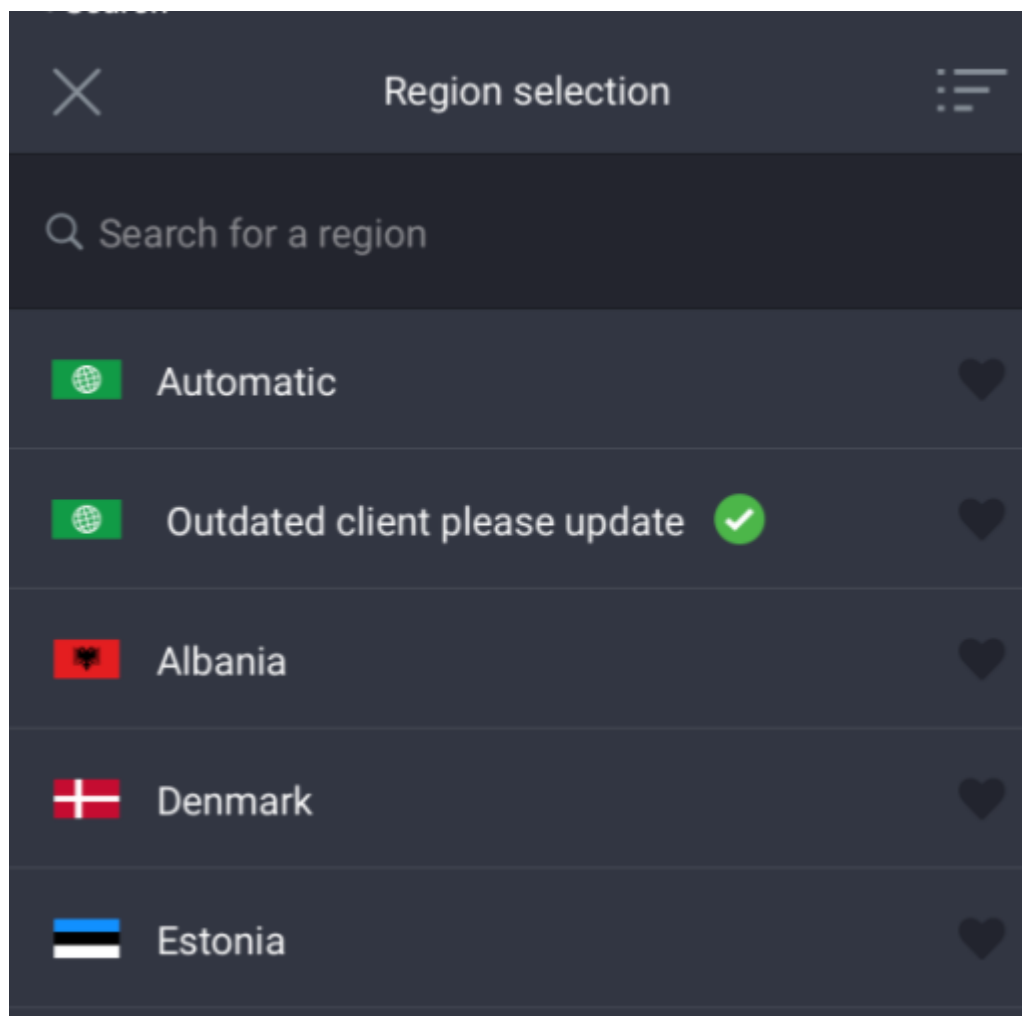 Region selection
Search for a region
Automatic
Outdated client please update
Albania
Denmark
Estonia